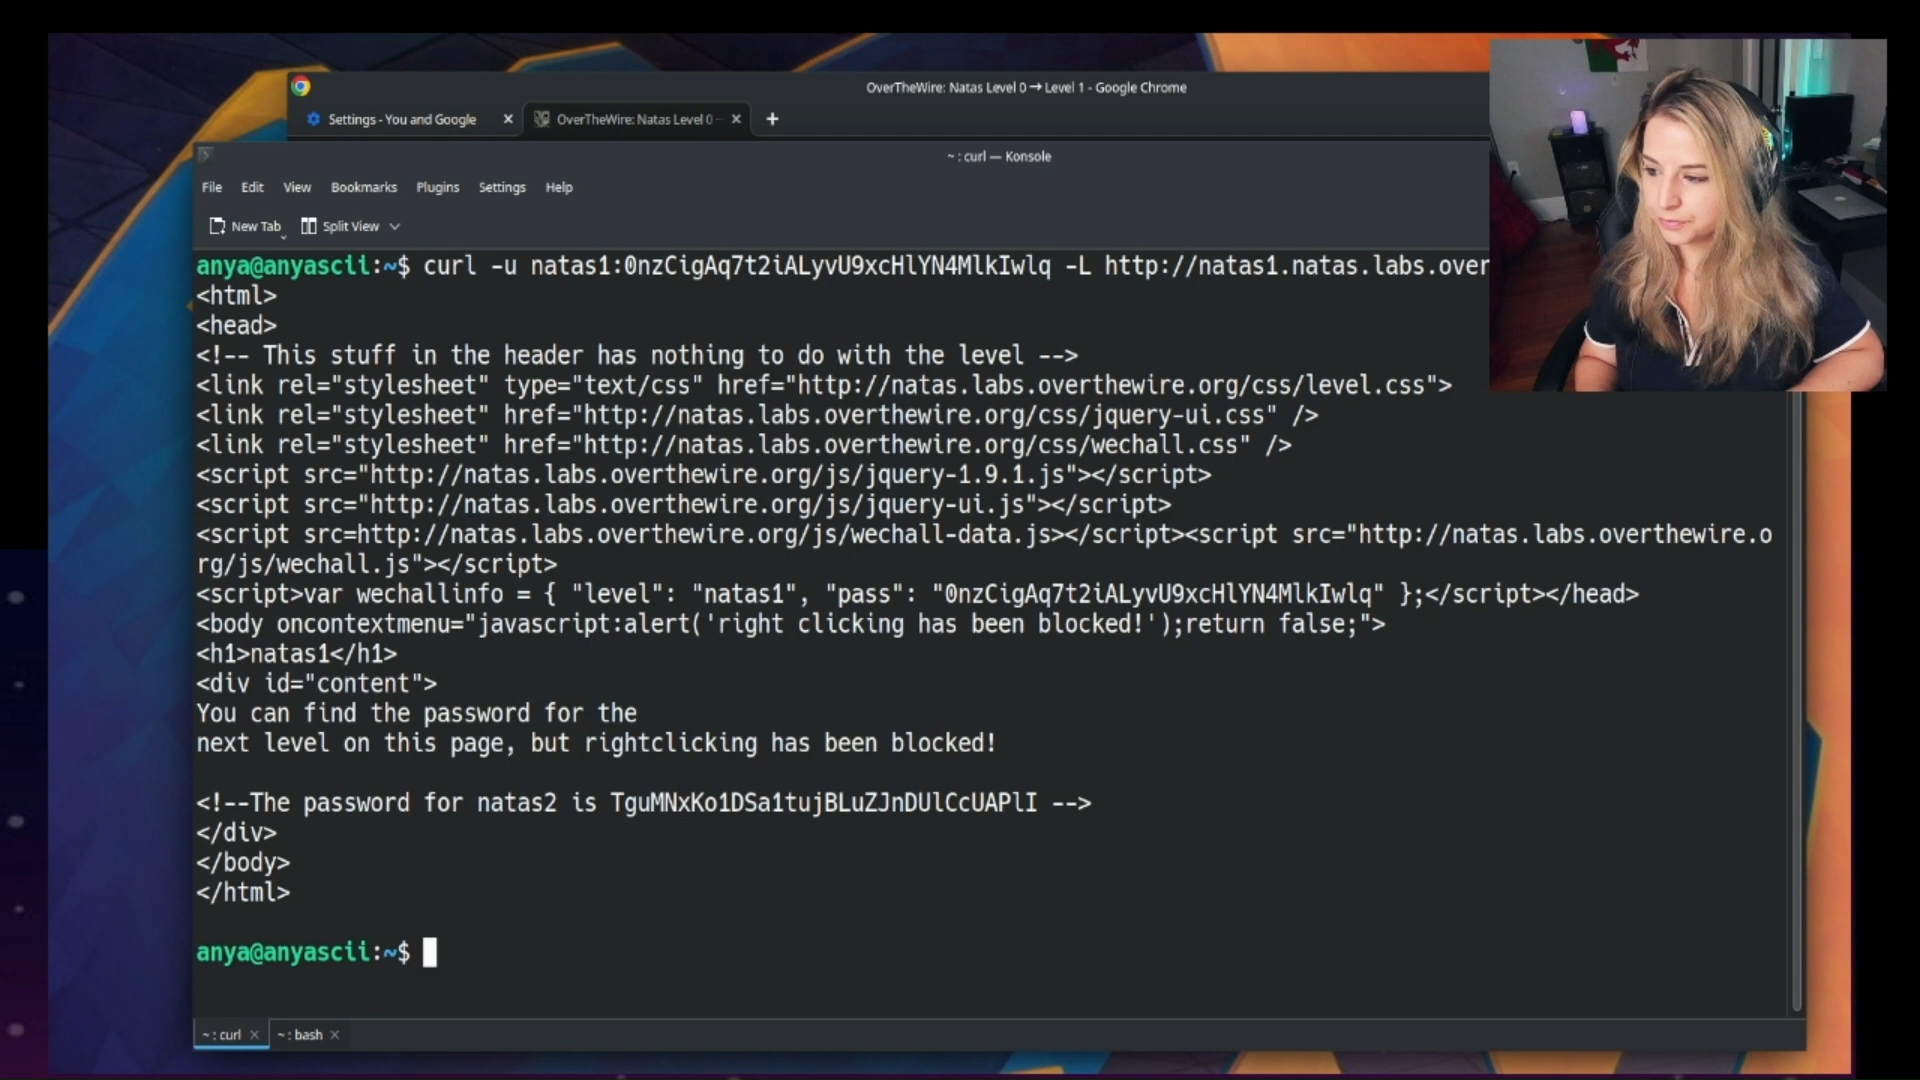 OverTheWire: Natas Level 0 → Level 1 - Google Chrome
Settings - You and Google
OverTheWire: Natas Level 0
~ : curl — Konsole
File Edit View Bookmarks Plugins Settings Help
New Tab Split View
anya@anyascii:~$ curl -u natas1:0nzCigAq7t2iALyvU9xcHlYN4MlkIwlq -L http://natas1.natas.labs.over
<html>
<head>
<!-- This stuff in the header has nothing to do with the level -->
<link rel="stylesheet" type="text/css" href="http://natas.labs.overthewire.org/css/level.css">
<link rel="stylesheet" href="http://natas.labs.overthewire.org/css/jquery-ui.css" />
<link rel="stylesheet" href="http://natas.labs.overthewire.org/css/wechall.css" />
<script src="http://natas.labs.overthewire.org/js/jquery-1.9.1.js"></script>
<script src="http://natas.labs.overthewire.org/js/jquery-ui.js"></script>
<script src=http://natas.labs.overthewire.org/js/wechall-data.js></script><script src="http://natas.labs.overthewire.o
rg/js/wechall.js"></script>
<script>var wechallinfo = { "level": "natas1", "pass": "0nzCigAq7t2iALyvU9xcHlYN4MlkIwlq" };</script></head>
<body oncontextmenu="javascript:alert('right clicking has been blocked!');return false;">
<h1>natas1</h1>
<div id="content">
You can find the password for the
next level on this page, but rightclicking has been blocked!
<!--The password for natas2 is TguMNxKo1DSa1tujBLuZJnDUlCcUAPlI -->
</div>
</body>
</html>
anya@anyascii:~$
~ : curl ~ : bash